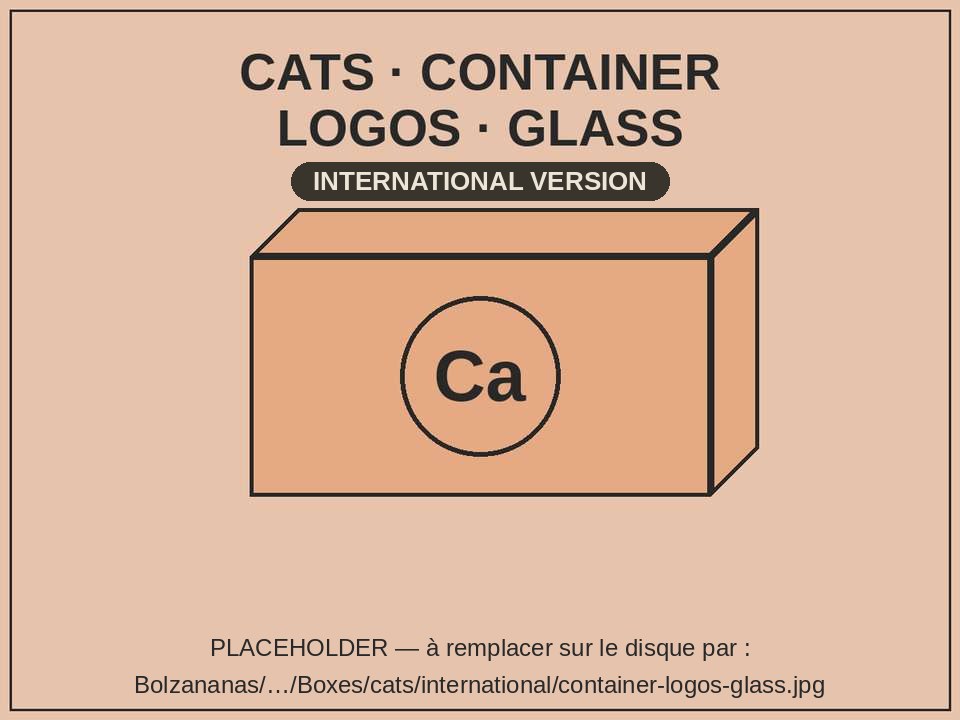 CATS · CONTAINER
LOGOS · GLASS
INTERNATIONAL VERSION
Ca
PLACEHOLDER — à remplacer sur le disque par :
Bolzananas/…/Boxes/cats/international/container-logos-glass.jpg